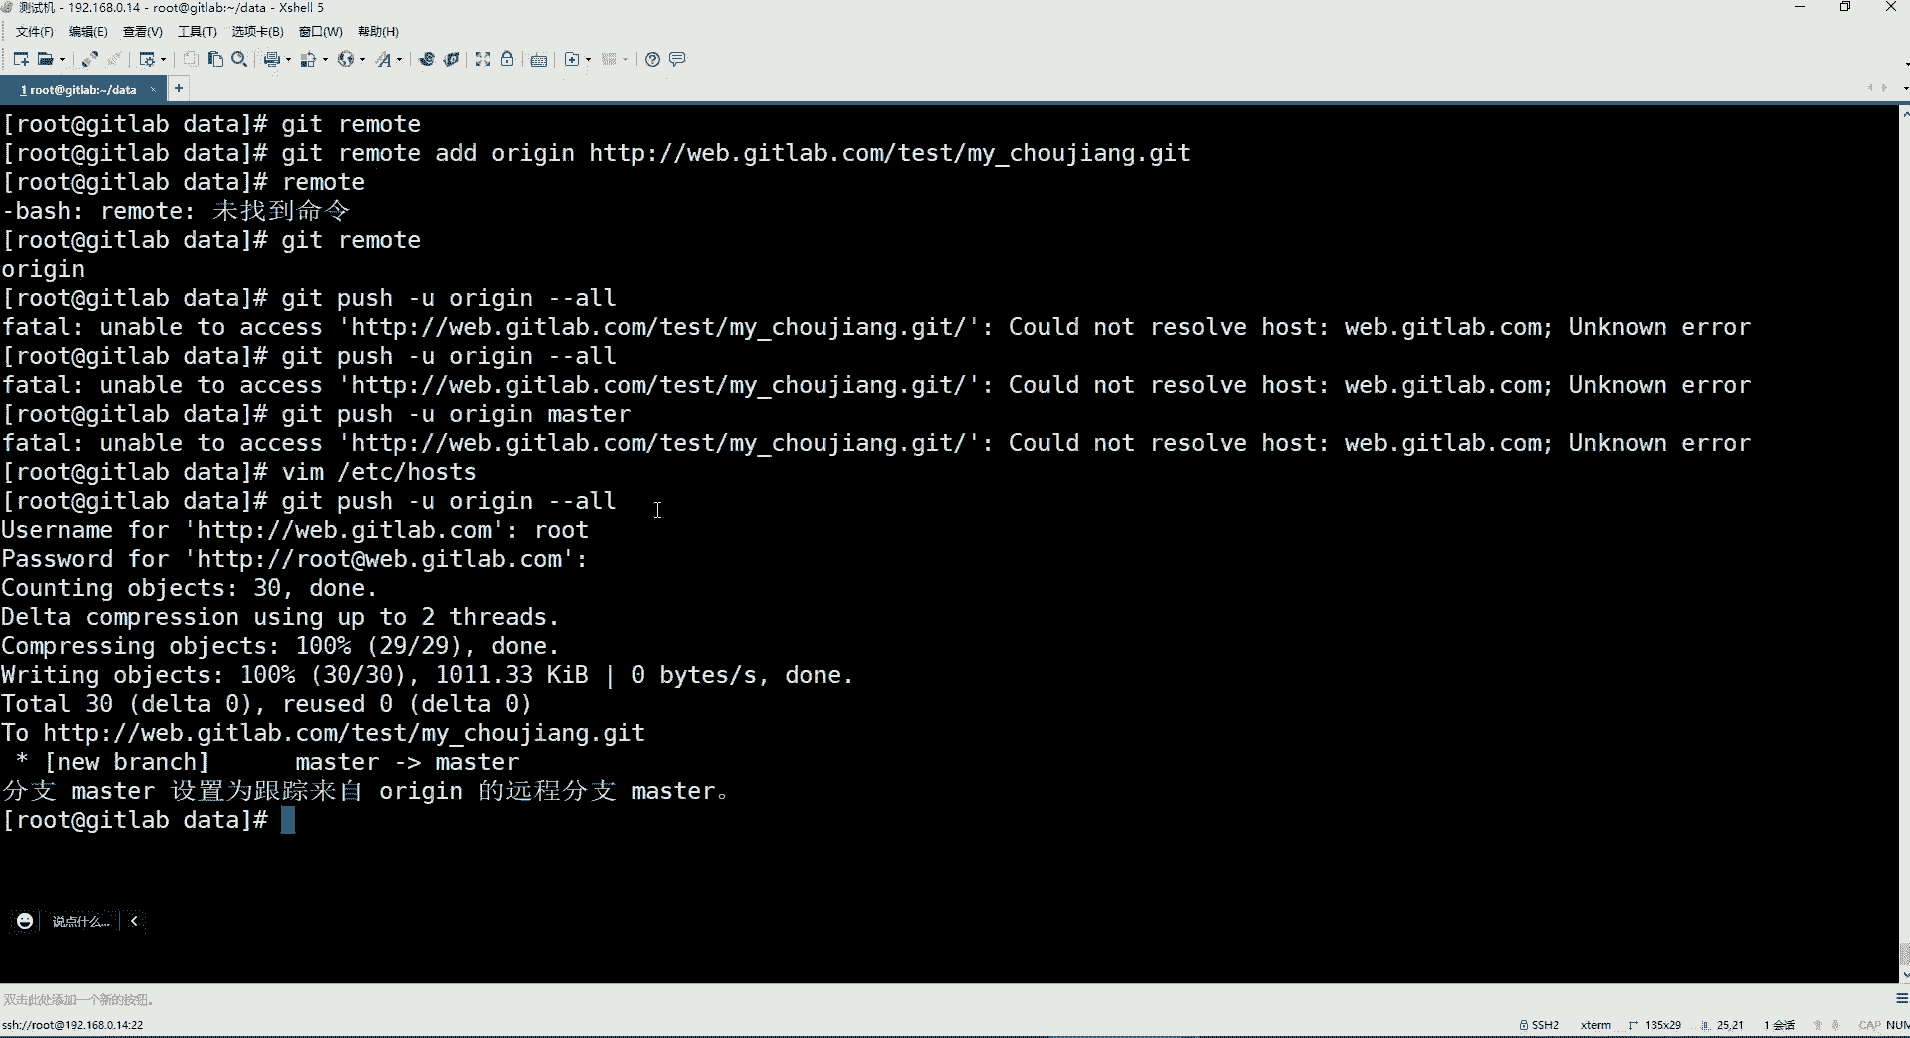 测试机 - 192.168.0.14 - root@gitlab:~/data - Xshell 5
文件(F) 编辑(E) 查看(V) 工具(T) 选项卡(B) 窗口(W) 帮助(H)
1 root@gitlab:~/data × +
[root@gitlab data]# git remote
[root@gitlab data]# git remote add origin http://web.gitlab.com/test/my_choujiang.git
[root@gitlab data]# remote
-bash: remote: 未找到命令
[root@gitlab data]# git remote
origin
[root@gitlab data]# git push -u origin --all
fatal: unable to access 'http://web.gitlab.com/test/my_choujiang.git/': Could not resolve host: web.gitlab.com; Unknown error
[root@gitlab data]# git push -u origin --all
fatal: unable to access 'http://web.gitlab.com/test/my_choujiang.git/': Could not resolve host: web.gitlab.com; Unknown error
[root@gitlab data]# git push -u origin master
fatal: unable to access 'http://web.gitlab.com/test/my_choujiang.git/': Could not resolve host: web.gitlab.com; Unknown error
[root@gitlab data]# vim /etc/hosts
[root@gitlab data]# git push -u origin --all
Username for 'http://web.gitlab.com': root
Password for 'http://root@web.gitlab.com':
Counting objects: 30, done.
Delta compression using up to 2 threads.
Compressing objects: 100% (29/29), done.
Writing objects: 100% (30/30), 1011.33 KiB | 0 bytes/s, done.
Total 30 (delta 0), reused 0 (delta 0)
To http://web.gitlab.com/test/my_choujiang.git
 * [new branch]      master -> master
分支 master 设置为跟踪来自 origin 的远程分支 master。
[root@gitlab data]#
说点什么...
双击此处添加一个新的按钮。
ssh://root@192.168.0.14:22 SSH2 xterm 135x29 25,21 1 会话 CAP NUM